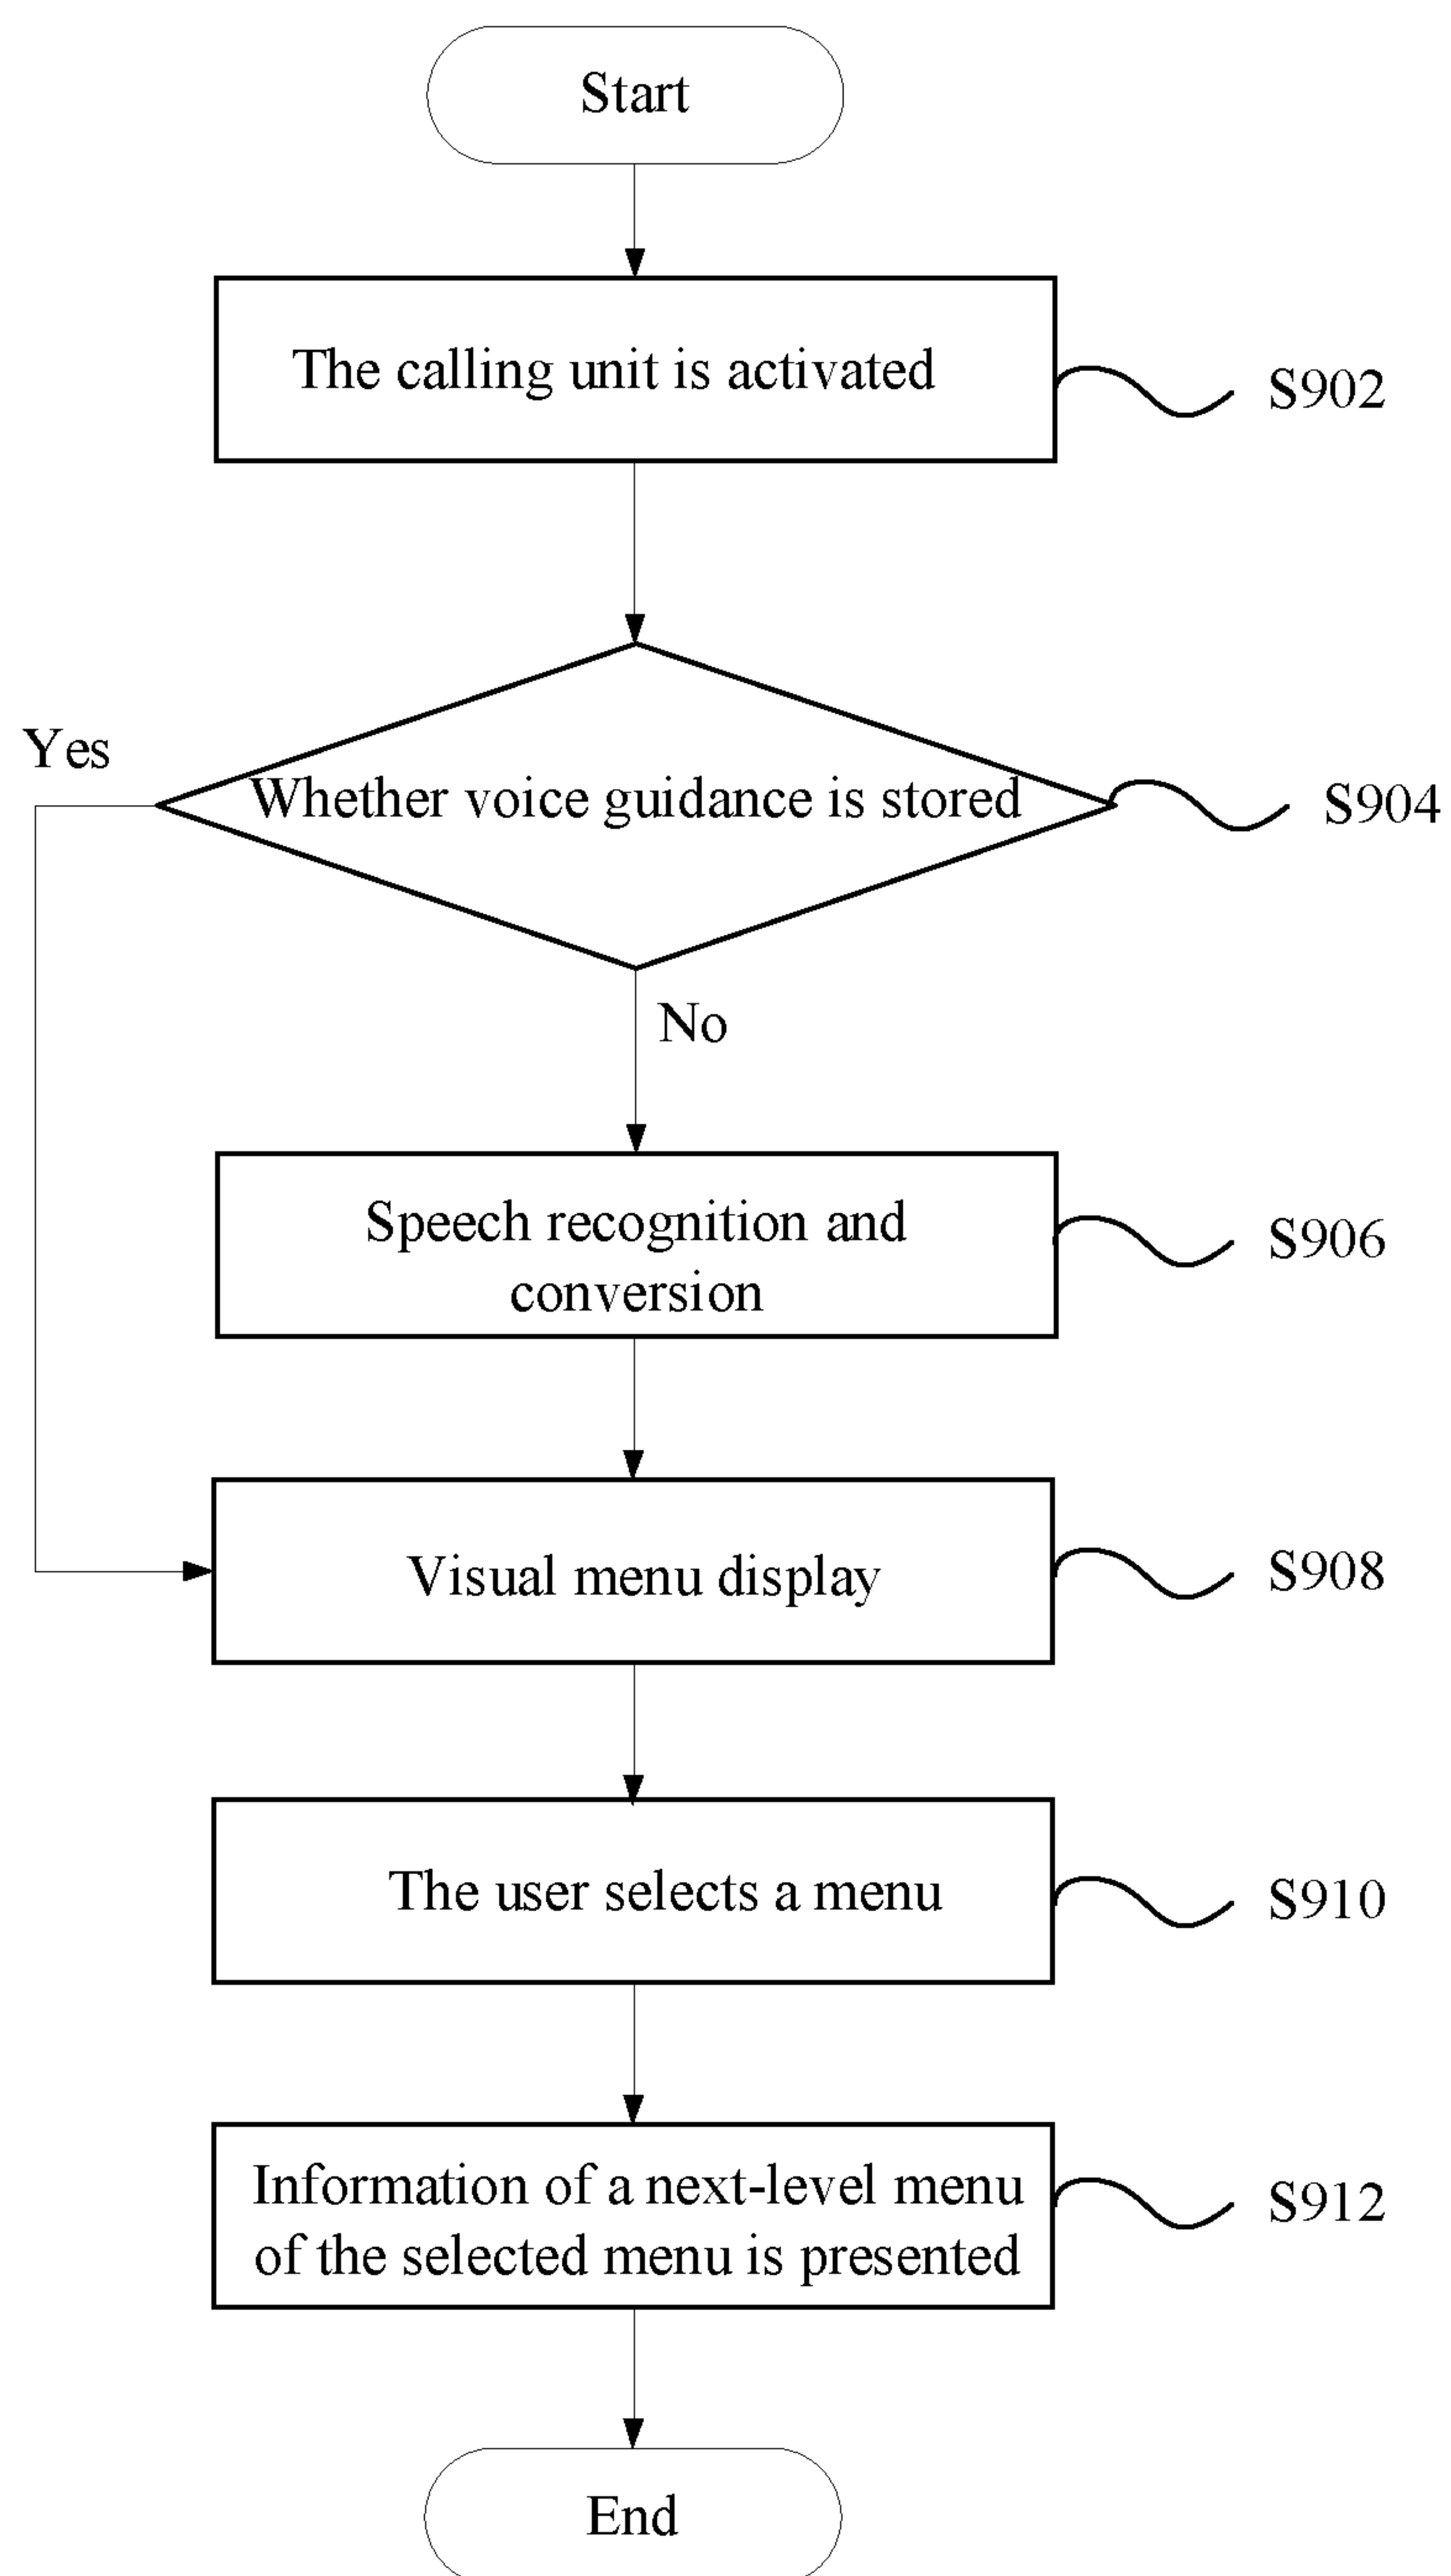 Start
The calling unit is activated
S902
Yes
Whether voice guidance is stored
S904
No
Speech recognition and
conversion
S906
Visual menu display
S908
The user selects a menu
S910
Information of a next-level menu
of the selected menu is presented
S912
End